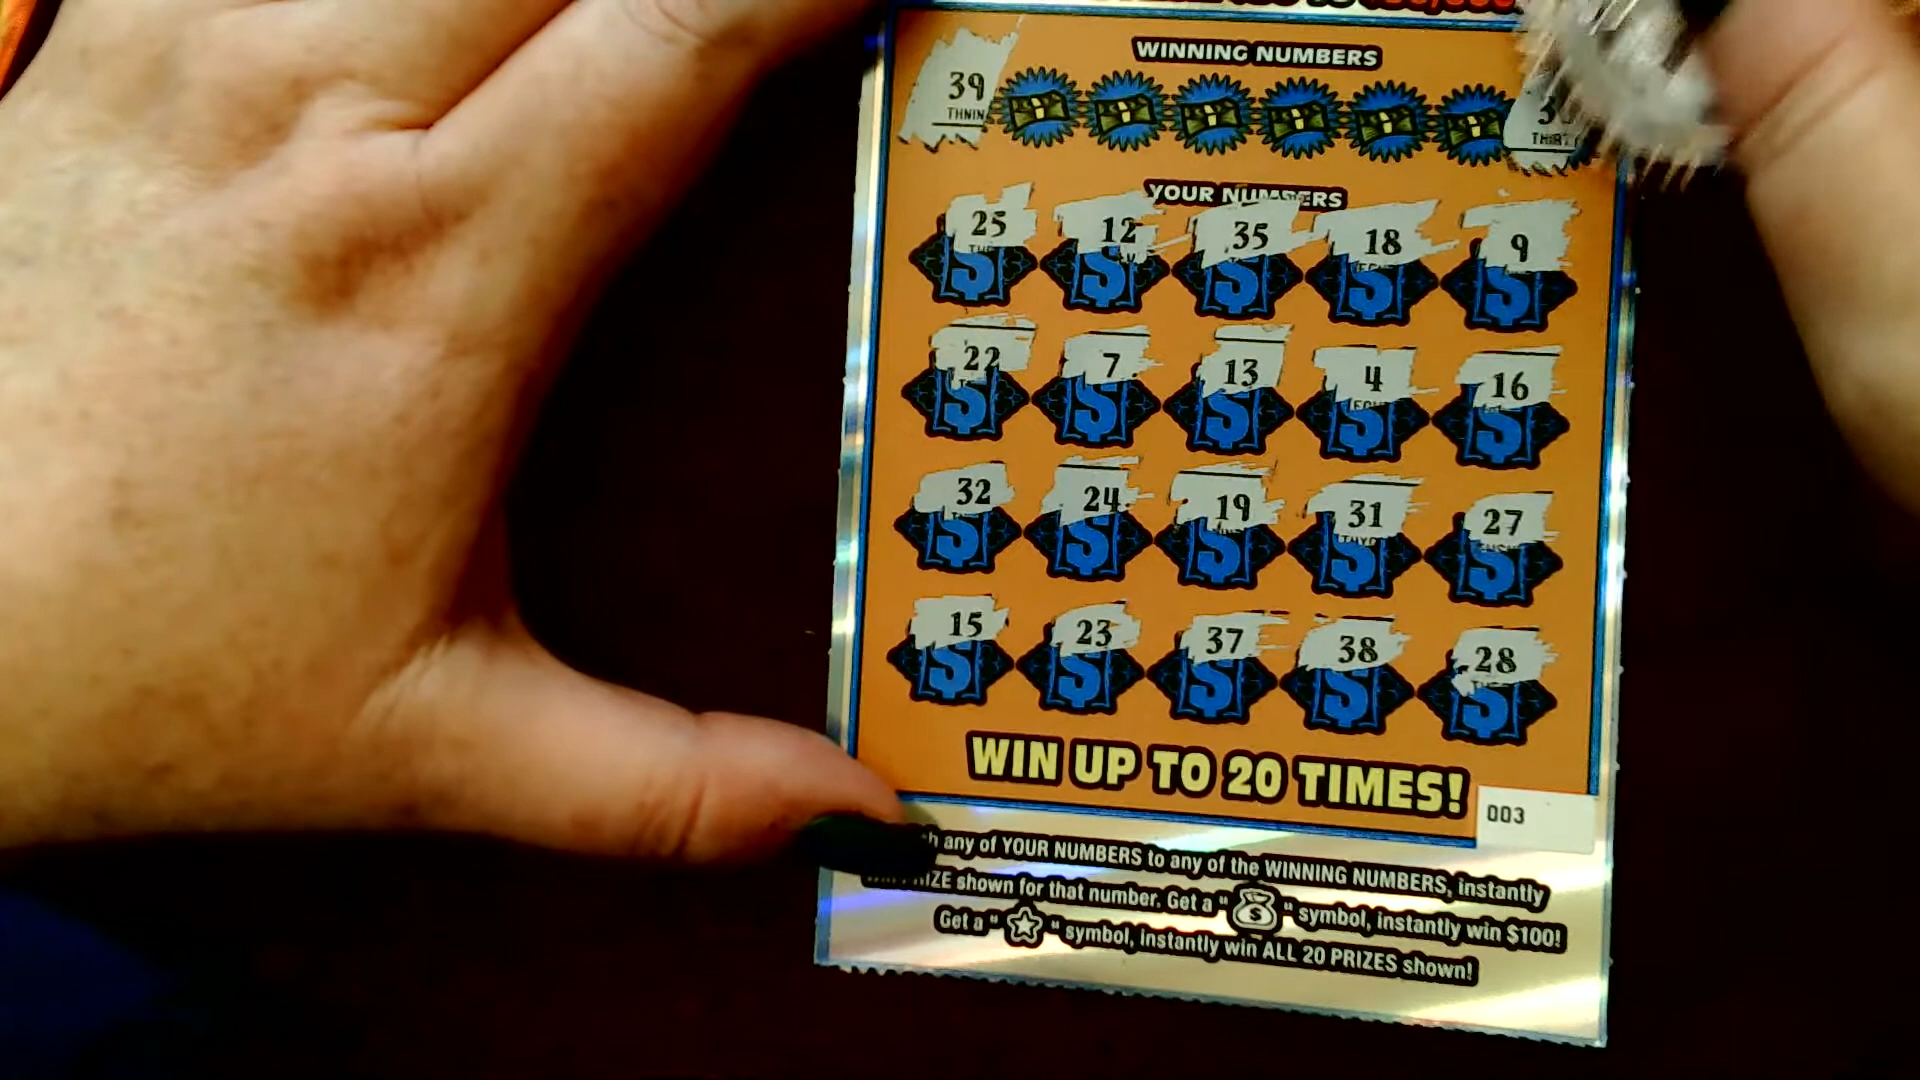 WINNING NUMBERS
39
THNIN
YOUR NUMBERS
25 12 35 18 9
22 7 13 4 16
32 24 19 31 27
15 23 37 38 28
WIN UP TO 20 TIMES!
003
any of YOUR NUMBERS to any of the WINNING NUMBERS, instantly
PRIZE shown for that number. Get a " " symbol, instantly win $100!
Get a " " symbol, instantly win ALL 20 PRIZES shown!